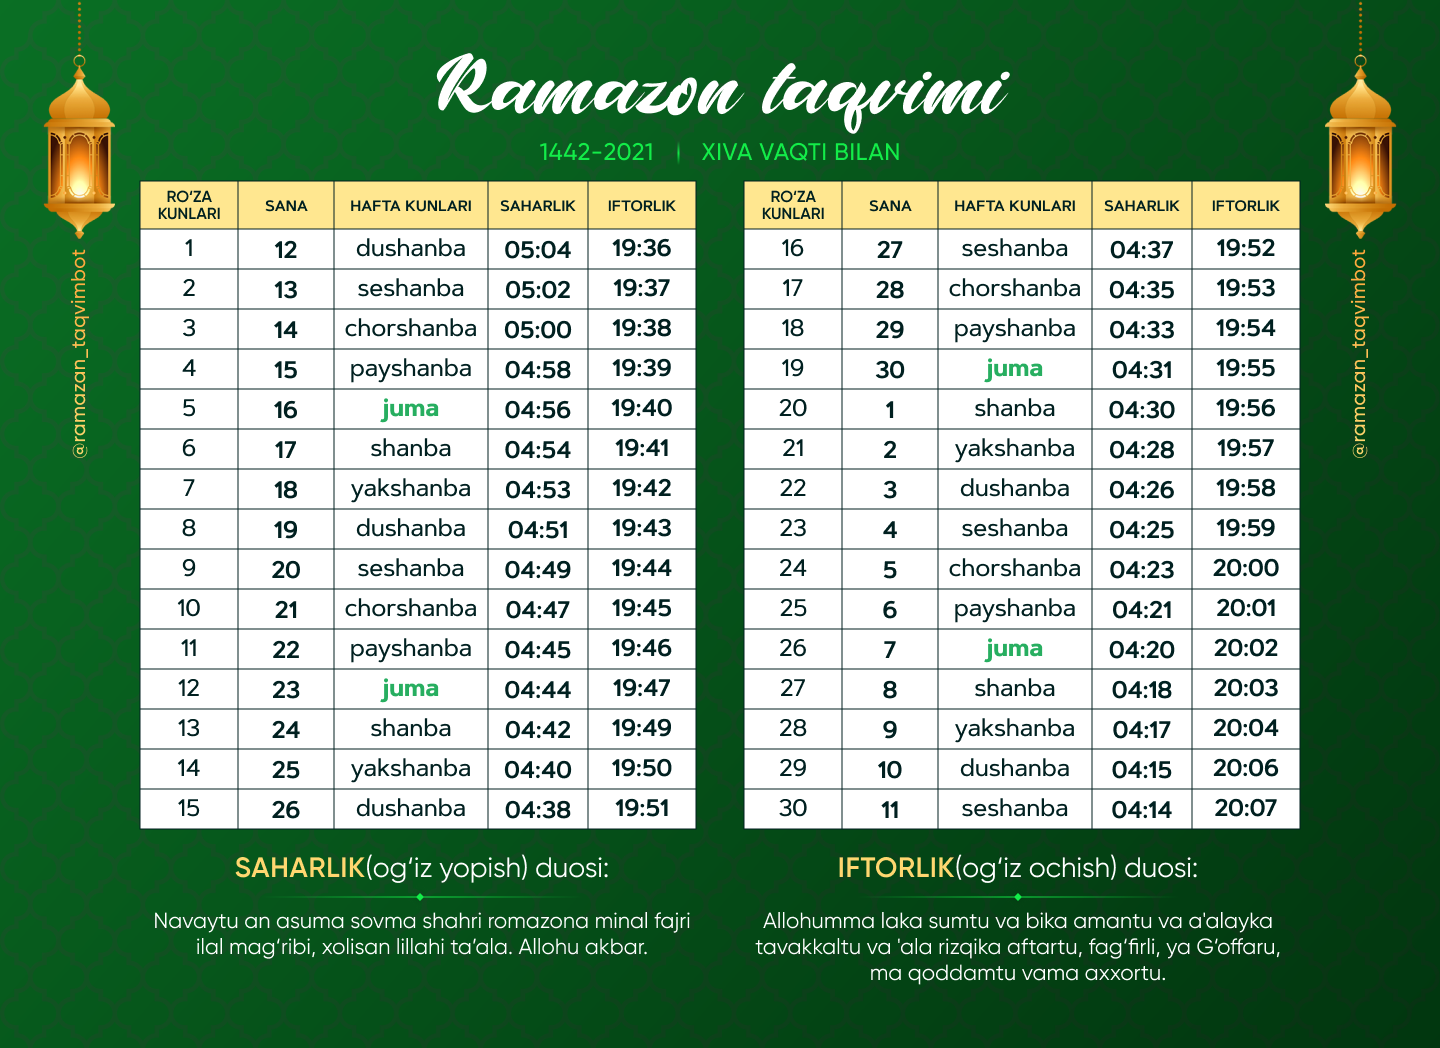 Ramazon taqvimi
1442-2021 | XIVA VAQTI BILAN
@ramazan_taqvimbot
RO‘ZA KUNLARI SANA HAFTA KUNLARI SAHARLIK IFTORLIK
1 12 dushanba 05:04 19:36
2 13 seshanba 05:02 19:37
3 14 chorshanba 05:00 19:38
4 15 payshanba 04:58 19:39
5 16 juma 04:56 19:40
6 17 shanba 04:54 19:41
7 18 yakshanba 04:53 19:42
8 19 dushanba 04:51 19:43
9 20 seshanba 04:49 19:44
10 21 chorshanba 04:47 19:45
11 22 payshanba 04:45 19:46
12 23 juma 04:44 19:47
13 24 shanba 04:42 19:49
14 25 yakshanba 04:40 19:50
15 26 dushanba 04:38 19:51
RO‘ZA KUNLARI SANA HAFTA KUNLARI SAHARLIK IFTORLIK
16 27 seshanba 04:37 19:52
17 28 chorshanba 04:35 19:53
18 29 payshanba 04:33 19:54
19 30 juma 04:31 19:55
20 1 shanba 04:30 19:56
21 2 yakshanba 04:28 19:57
22 3 dushanba 04:26 19:58
23 4 seshanba 04:25 19:59
24 5 chorshanba 04:23 20:00
25 6 payshanba 04:21 20:01
26 7 juma 04:20 20:02
27 8 shanba 04:18 20:03
28 9 yakshanba 04:17 20:04
29 10 dushanba 04:15 20:06
30 11 seshanba 04:14 20:07
@ramazan_taqvimbot
SAHARLIK(og‘iz yopish) duosi:
Navaytu an asuma sovma shahri romazona minal fajri
ilal mag‘ribi, xolisan lillahi ta’ala. Allohu akbar.
IFTORLIK(og‘iz ochish) duosi:
Allohumma laka sumtu va bika amantu va a'alayka
tavakkaltu va 'ala rizqika aftartu, fag‘firli, ya G‘offaru,
ma qoddamtu vama axxortu.